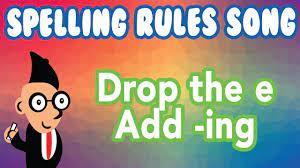 SPELLING RULES SONG
Drop the e
Add -ing